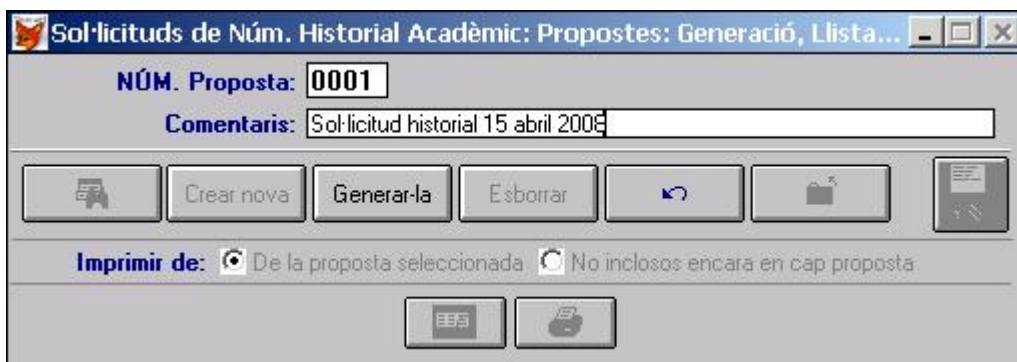 Sol·licituds de Núm. Historial Acadèmic: Propostes: Generació, Llista...
NÚM. Proposta: 0001
Comentaris: Sol·licitud historial 15 abril 2008
Crear nova Generar-la Esborrar
Imprimir de: De la proposta seleccionada No inclosos encara en cap proposta